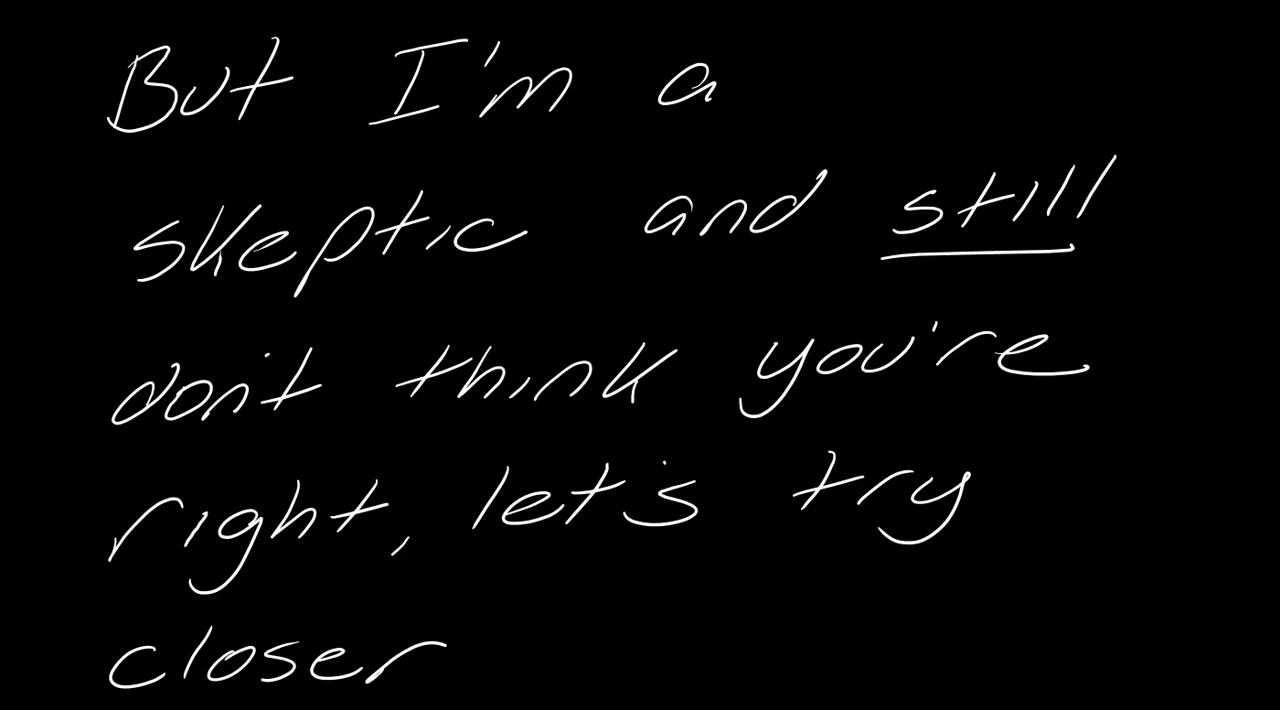 But I'm a
skeptic and still
don't think you're
right, let's try
closer